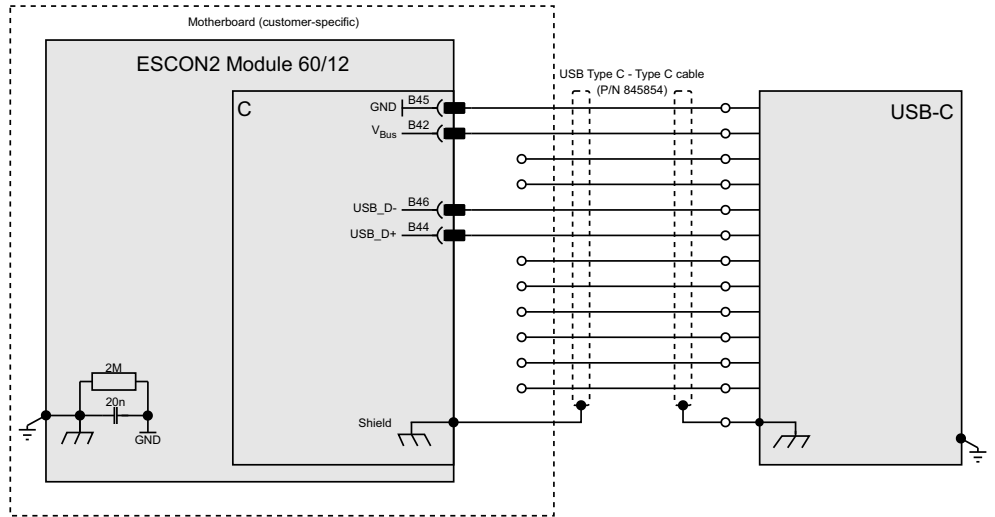 Motherboard (customer-specific)
ESCON2 Module 60/12
USB Type C - Type C cable
(P/N 845854)
C
USB-C
GND B45
VBus B42
USB_D- B46
USB_D+ B44
2M
20n
GND
Shield